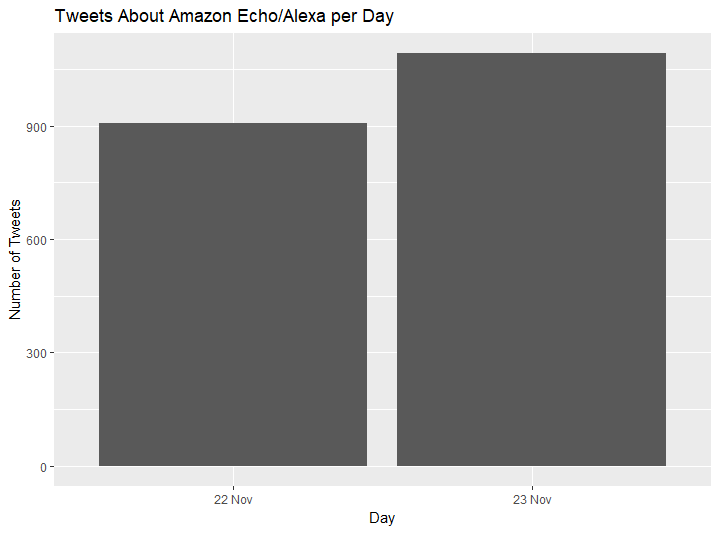 Tweets About Amazon Echo/Alexa per Day
Number of Tweets
900
600
300
0
22 Nov
23 Nov
Day